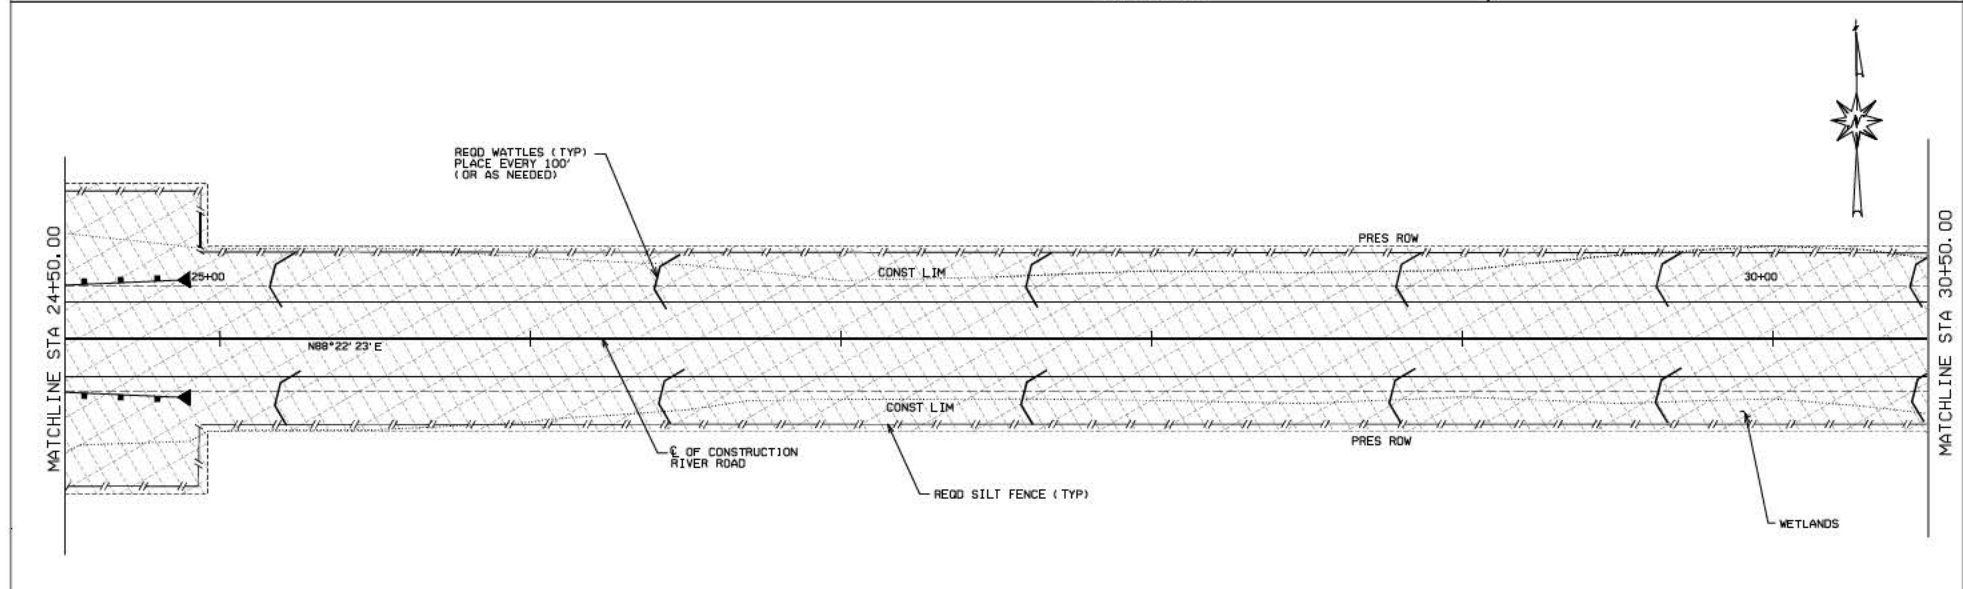 REQD WATTLES (TYP)
PLACE EVERY 100'
(OR AS NEEDED)
N
PRES ROW
CONST LIM
25+00
30+00
MATCHLINE STA 24+50.00
MATCHLINE STA 30+50.00
N88°22'23'E
CONST LIM
PRES ROW
℄ OF CONSTRUCTION
RIVER ROAD
REQD SILT FENCE (TYP)
WETLANDS